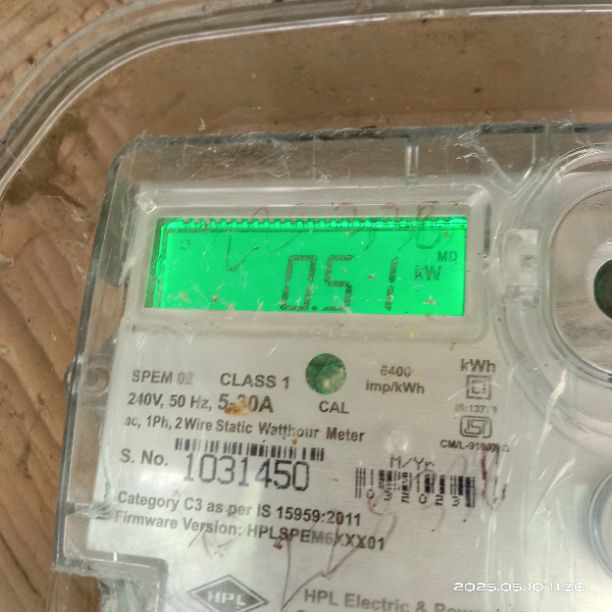 MD
0.51 kW
SPEM 02 CLASS 1 6400 imp/kWh kWh
240V, 50 Hz, 5-30A CAL
ac, 1Ph, 2 Wire Static Watthour Meter
S. No. 1031450
M/Yr
032023
Category C3 as per IS 15959:2011
Firmware Version: HPLSPEM6XXX01
HPL
HPL Electric &
2025.05.10 11:36